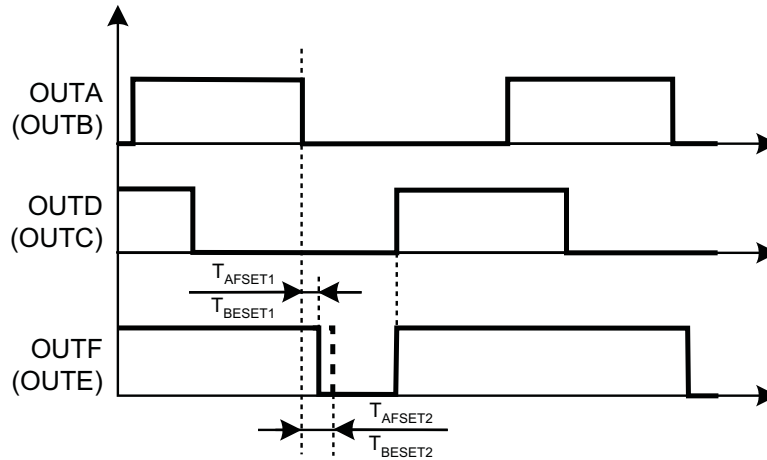 OUTA
(OUTB)
OUTD
(OUTC)
TAFSET1
TBESET1
OUTF
(OUTE)
TAFSET2
TBESET2